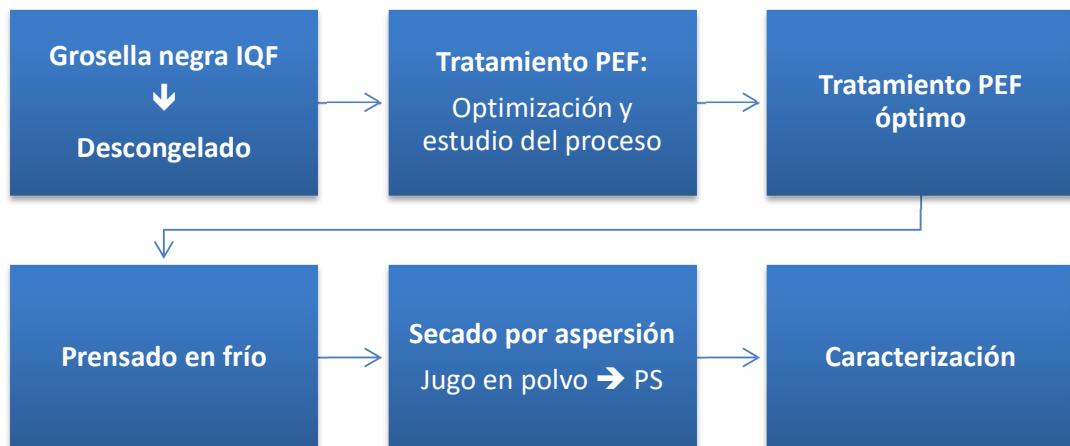 Grosella negra IQF
🡻
Descongelado
Tratamiento PEF:
Optimización y
estudio del proceso
Tratamiento PEF
óptimo
Prensado en frío
Secado por aspersión
Jugo en polvo 🡺 PS
Caracterización